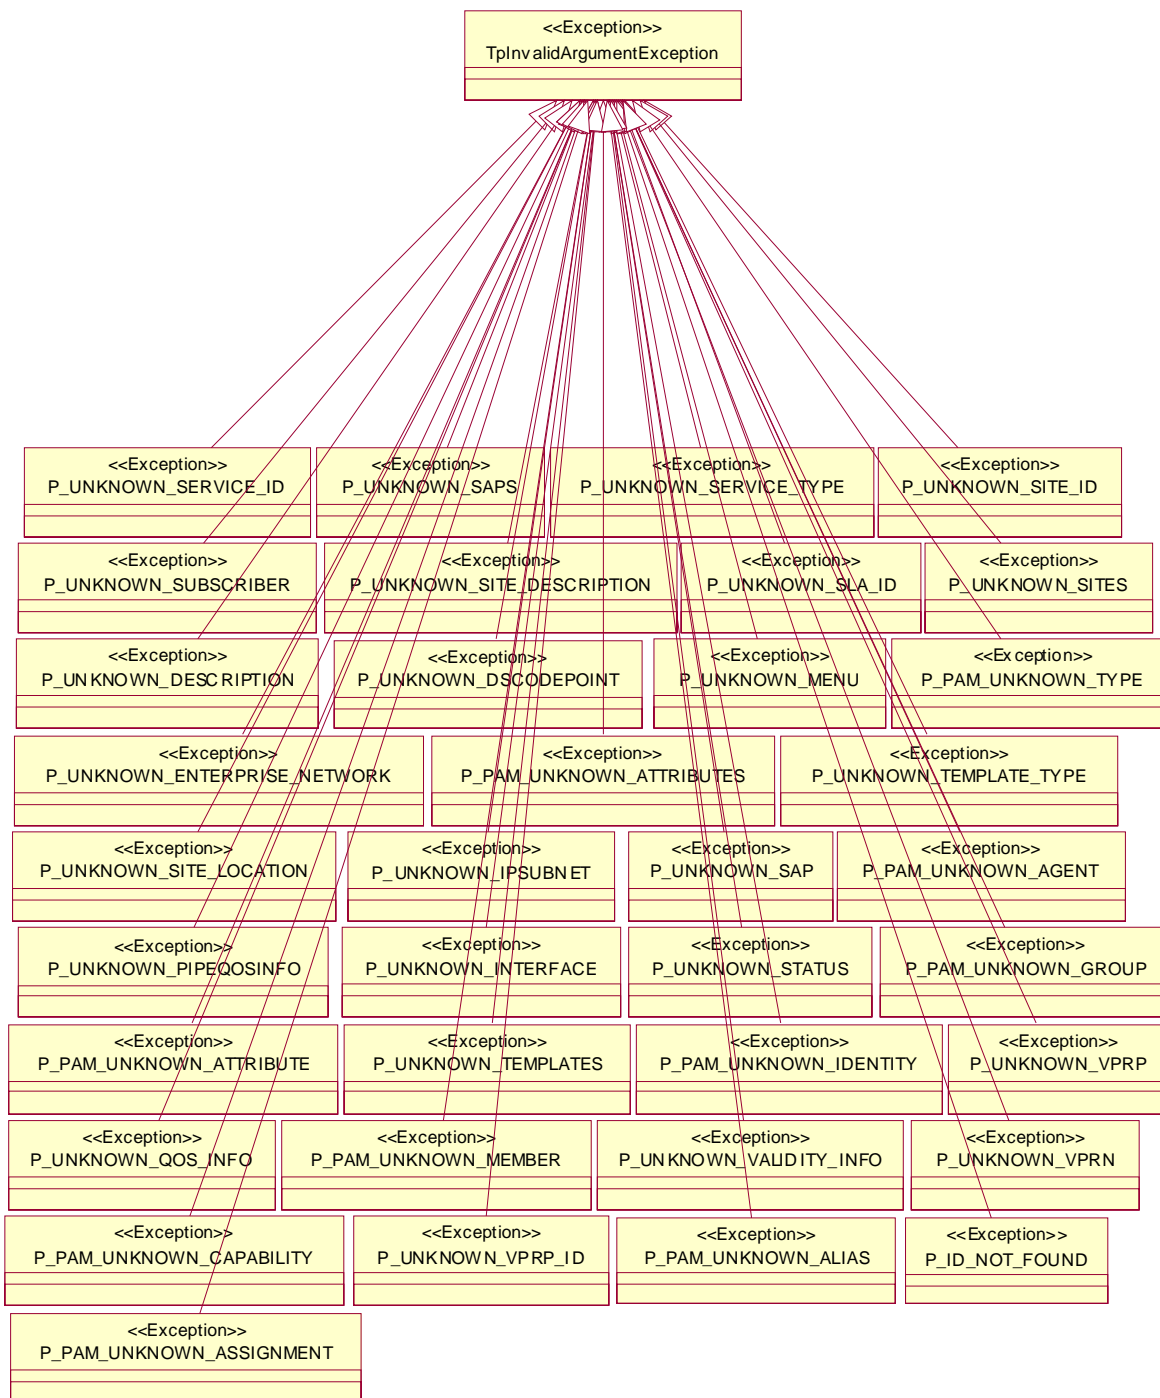 <<Exception>>
TpInvalidArgumentException
<<Exception>>
P_UNKNOWN_SERVICE_ID
<<Exception>>
P_UNKNOWN_SAPS
<<Exception>>
P_UNKNOWN_SERVICE_TYPE
<<Exception>>
P_UNKNOWN_SITE_ID
<<Exception>>
P_UNKNOWN_SUBSCRIBER
<<Exception>>
P_UNKNOWN_SITE_DESCRIPTION
<<Exception>>
P_UNKNOWN_SLA_ID
<<Exception>>
P_UNKNOWN_SITES
<<Exception>>
P_UNKNOWN_DESCRIPTION
<<Exception>>
P_UNKNOWN_DSCODEPOINT
<<Exception>>
P_UNKNOWN_MENU
<<Exception>>
P_PAM_UNKNOWN_TYPE
<<Exception>>
P_UNKNOWN_ENTERPRISE_NETWORK
<<Exception>>
P_PAM_UNKNOWN_ATTRIBUTES
<<Exception>>
P_UNKNOWN_TEMPLATE_TYPE
<<Exception>>
P_UNKNOWN_SITE_LOCATION
<<Exception>>
P_UNKNOWN_IPSUBNET
<<Exception>>
P_UNKNOWN_SAP
<<Exception>>
P_PAM_UNKNOWN_AGENT
<<Exception>>
P_UNKNOWN_PIPEQOSINFO
<<Exception>>
P_UNKNOWN_INTERFACE
<<Exception>>
P_UNKNOWN_STATUS
<<Exception>>
P_PAM_UNKNOWN_GROUP
<<Exception>>
P_PAM_UNKNOWN_ATTRIBUTE
<<Exception>>
P_UNKNOWN_TEMPLATES
<<Exception>>
P_PAM_UNKNOWN_IDENTITY
<<Exception>>
P_UNKNOWN_VPRP
<<Exception>>
P_UNKNOWN_QOS_INFO
<<Exception>>
P_PAM_UNKNOWN_MEMBER
<<Exception>>
P_UNKNOWN_VALIDITY_INFO
<<Exception>>
P_UNKNOWN_VPRN
<<Exception>>
P_PAM_UNKNOWN_CAPABILITY
<<Exception>>
P_UNKNOWN_VPRP_ID
<<Exception>>
P_PAM_UNKNOWN_ALIAS
<<Exception>>
P_ID_NOT_FOUND
<<Exception>>
P_PAM_UNKNOWN_ASSIGNMENT